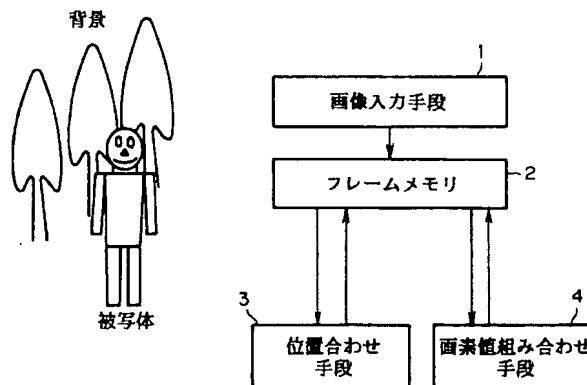 背景
1
画像入力手段
フレームメモリ
2
3
位置合わせ
手段
4
画素値組み合わせ
手段
被写体